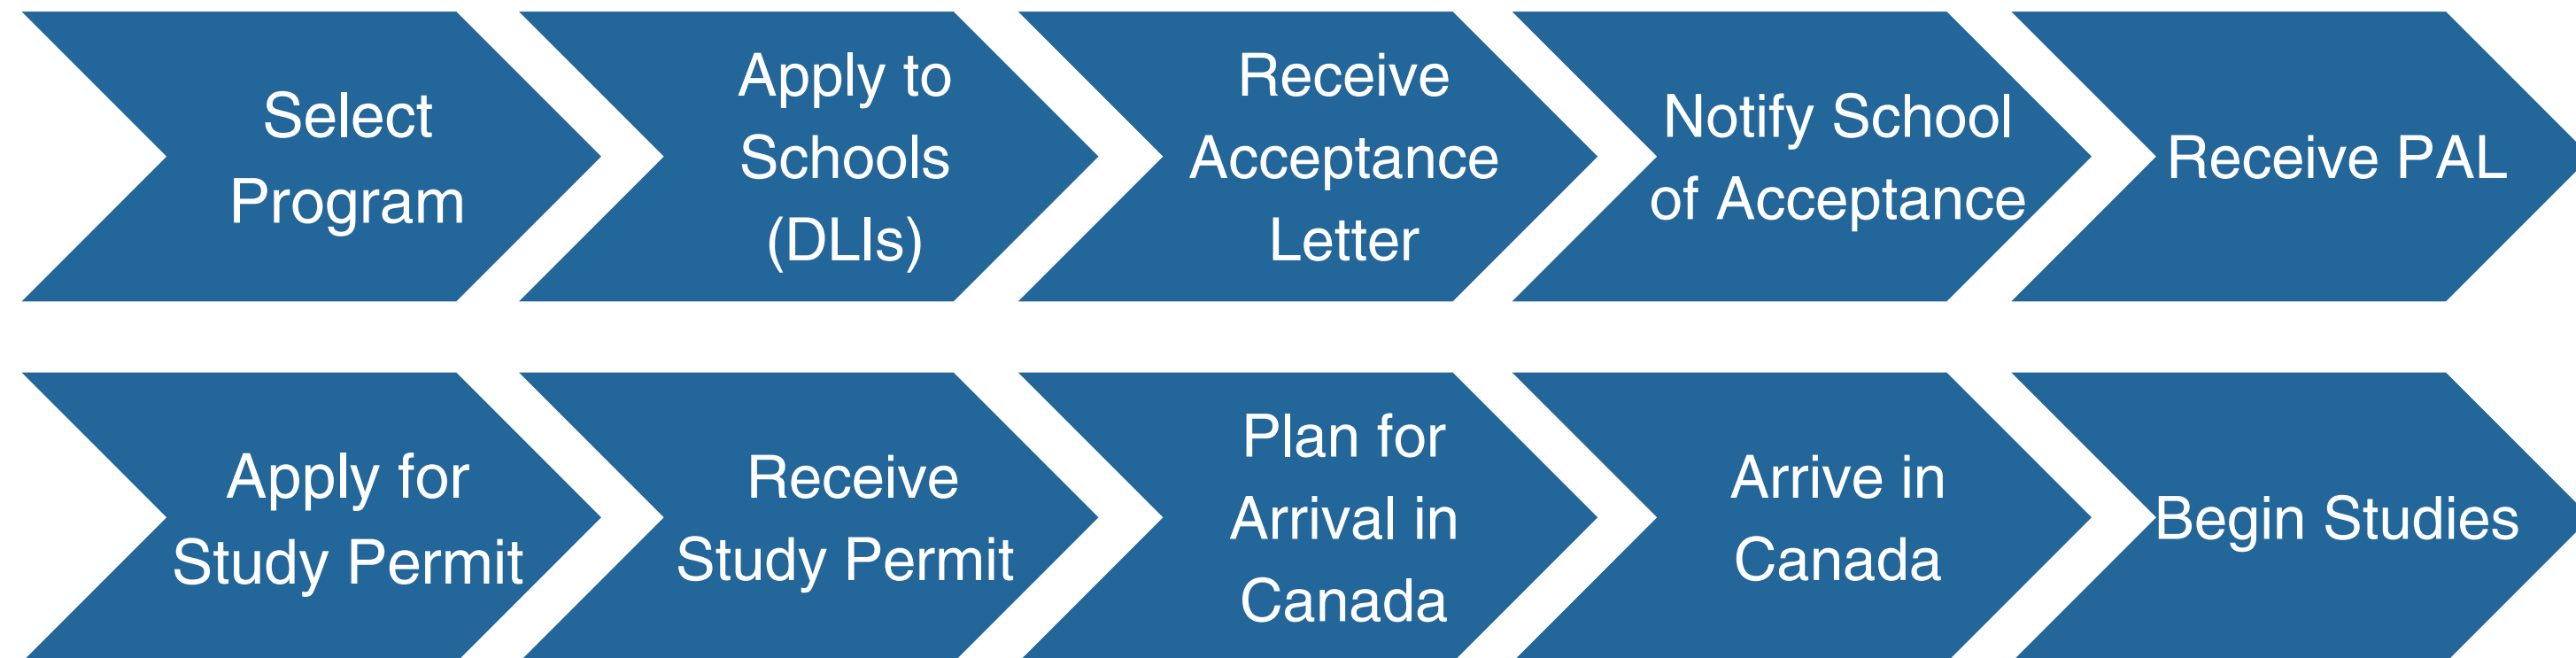 Select
Program
Apply to
Schools
(DLIs)
Receive
Acceptance
Letter
Notify School
of Acceptance
Receive PAL
Apply for
Study Permit
Receive
Study Permit
Plan for
Arrival in
Canada
Arrive in
Canada
Begin Studies